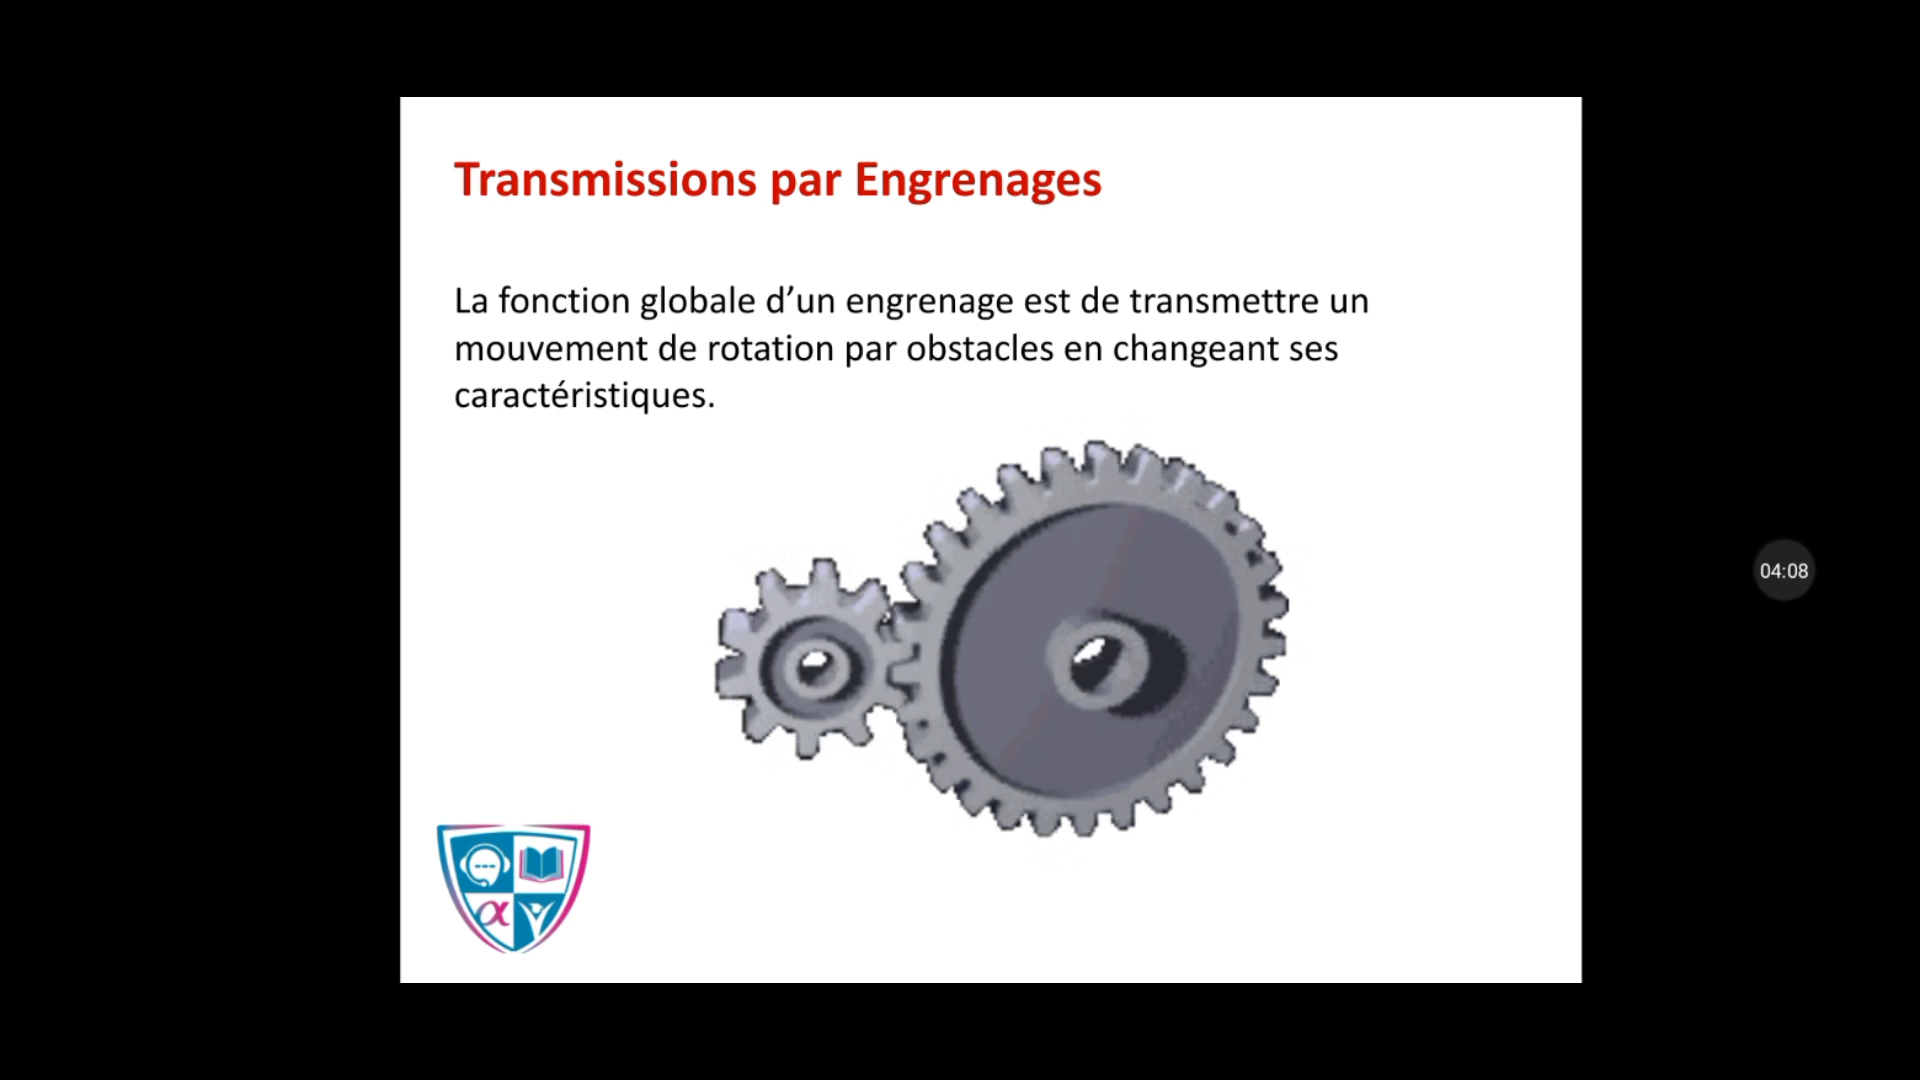 Transmissions par Engrenages
La fonction globale d’un engrenage est de transmettre un
mouvement de rotation par obstacles en changeant ses
caractéristiques.
04:08
α